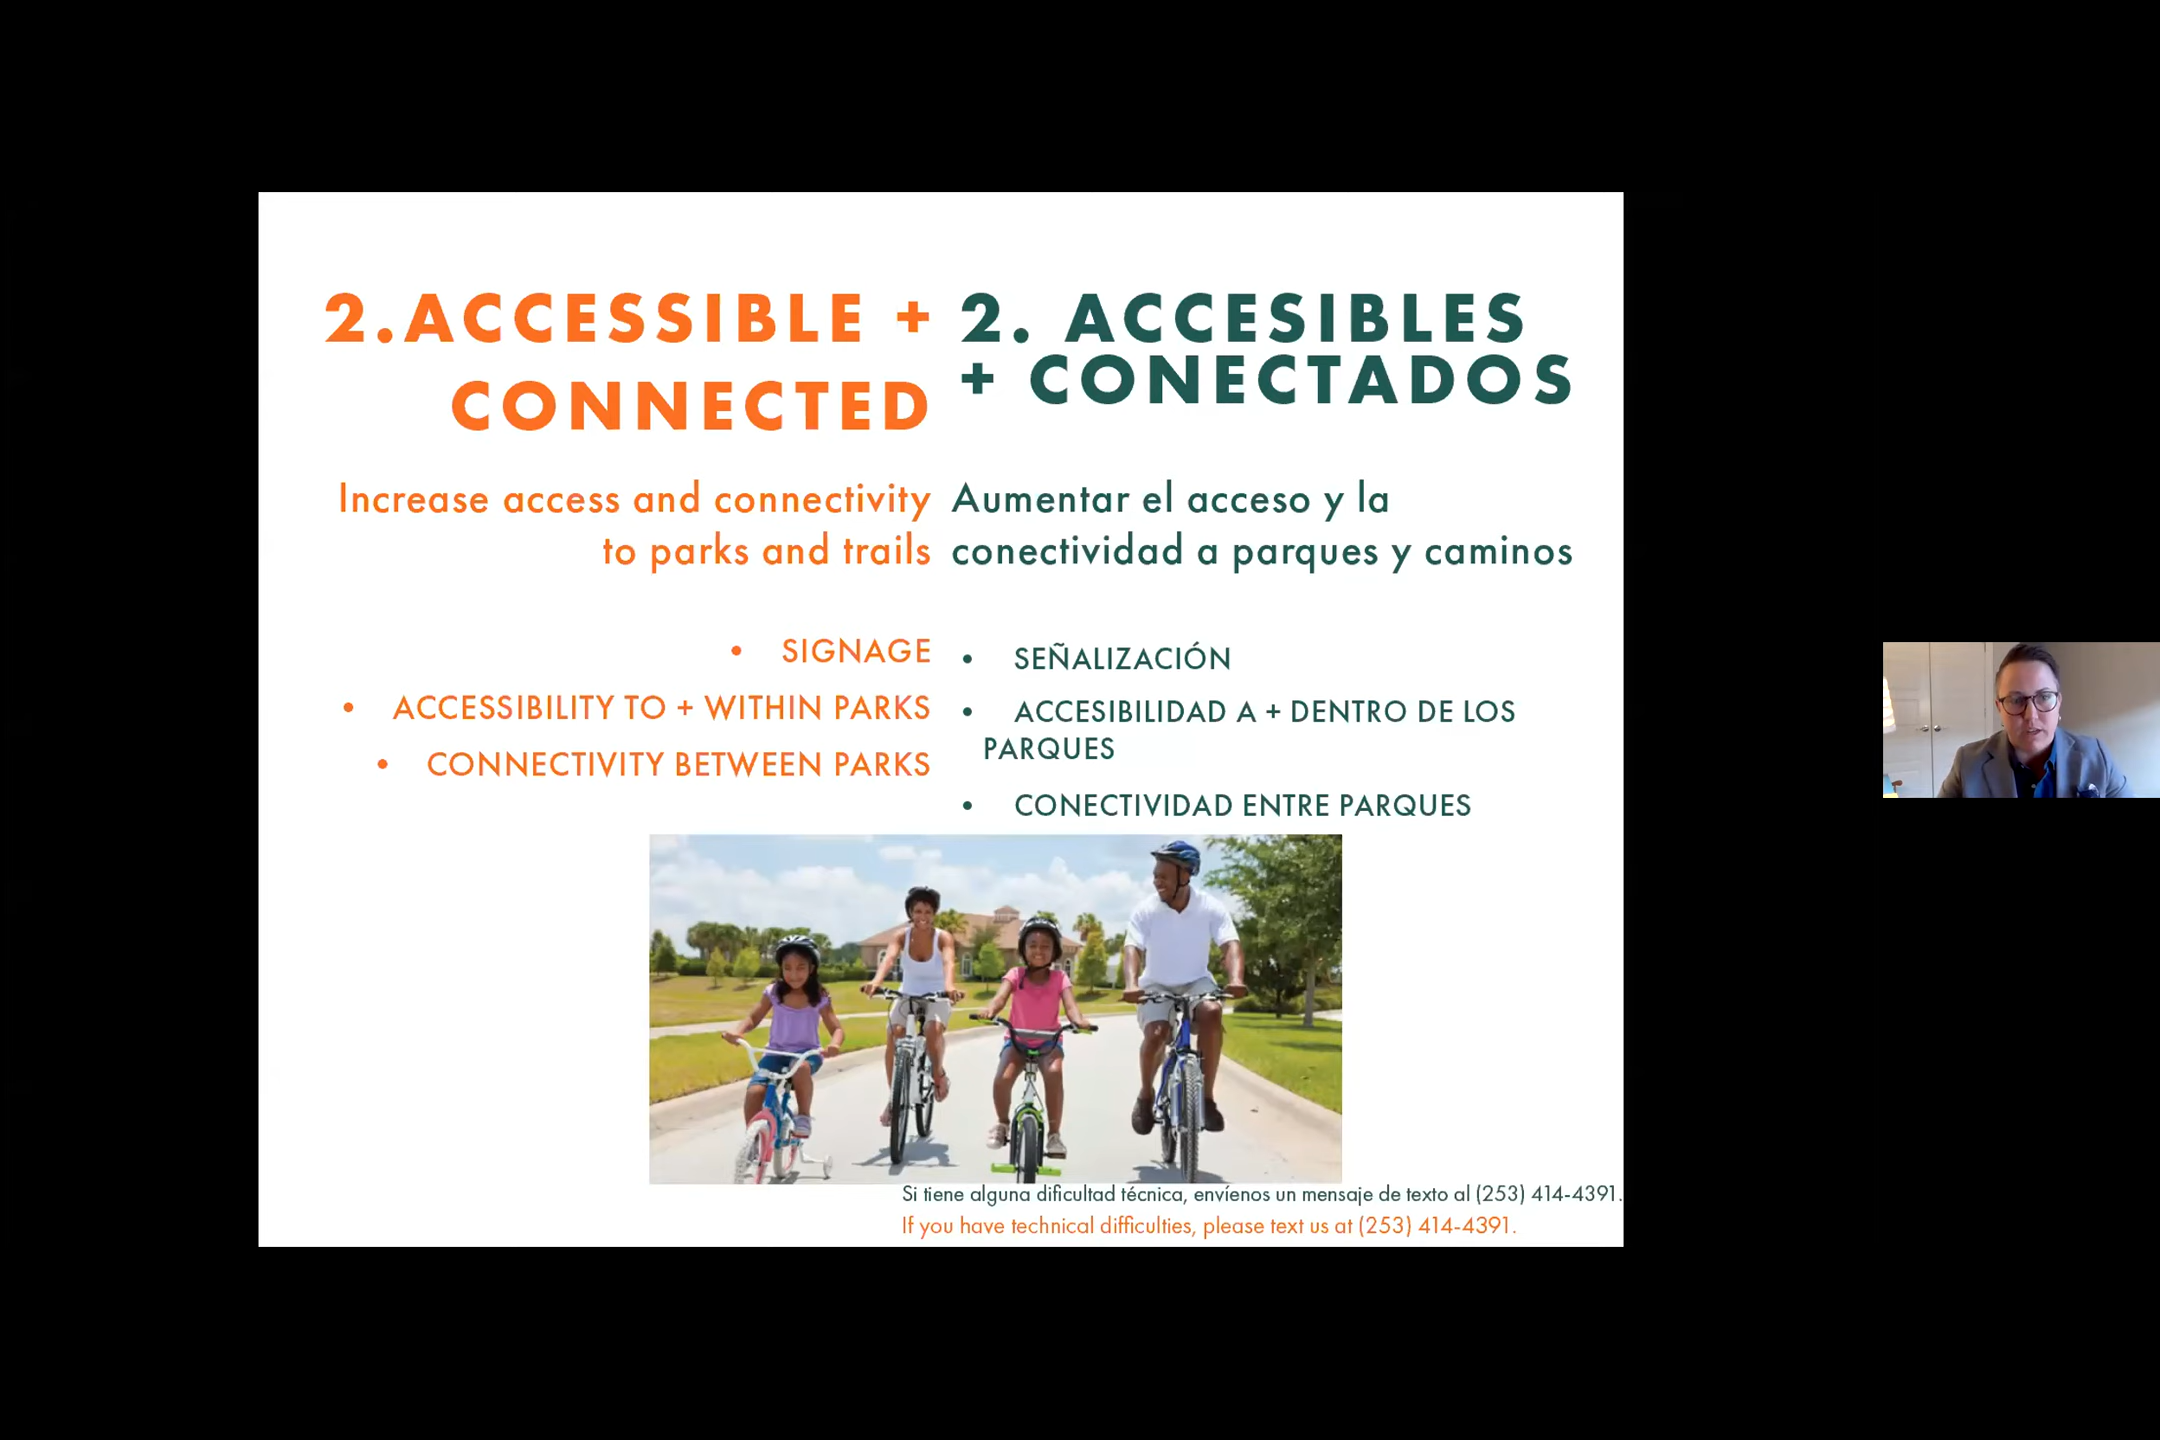 2.ACCESSIBLE +
CONNECTED
Increase access and connectivity
to parks and trails
• SIGNAGE
• ACCESSIBILITY TO + WITHIN PARKS
• CONNECTIVITY BETWEEN PARKS
2. ACCESIBLES
+ CONECTADOS
Aumentar el acceso y la
conectividad a parques y caminos
• SEÑALIZACIÓN
• ACCESIBILIDAD A + DENTRO DE LOS
PARQUES
• CONECTIVIDAD ENTRE PARQUES
Si tiene alguna dificultad técnica, envíenos un mensaje de texto al (253) 414-4391.
If you have technical difficulties, please text us at (253) 414-4391.